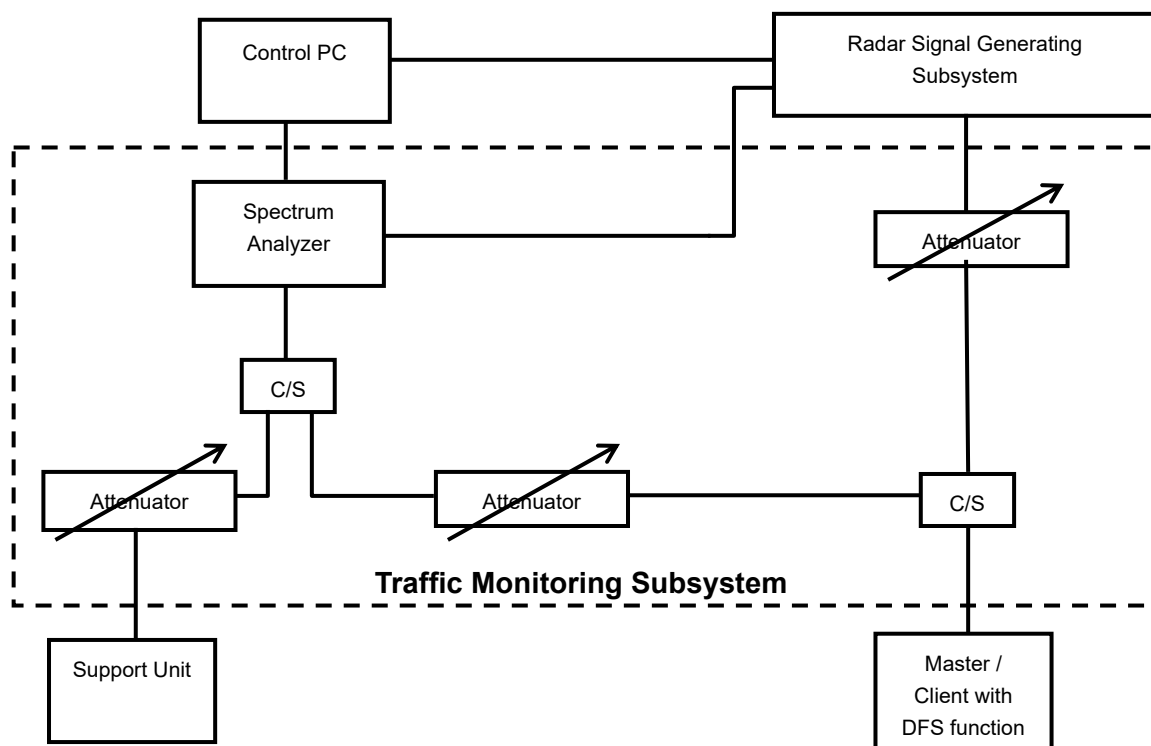 Control PC
Radar Signal Generating
Subsystem
Spectrum
Analyzer
Attenuator
C/S
Attenuator
Attenuator
C/S
Traffic Monitoring Subsystem
Support Unit
Master /
Client with
DFS function